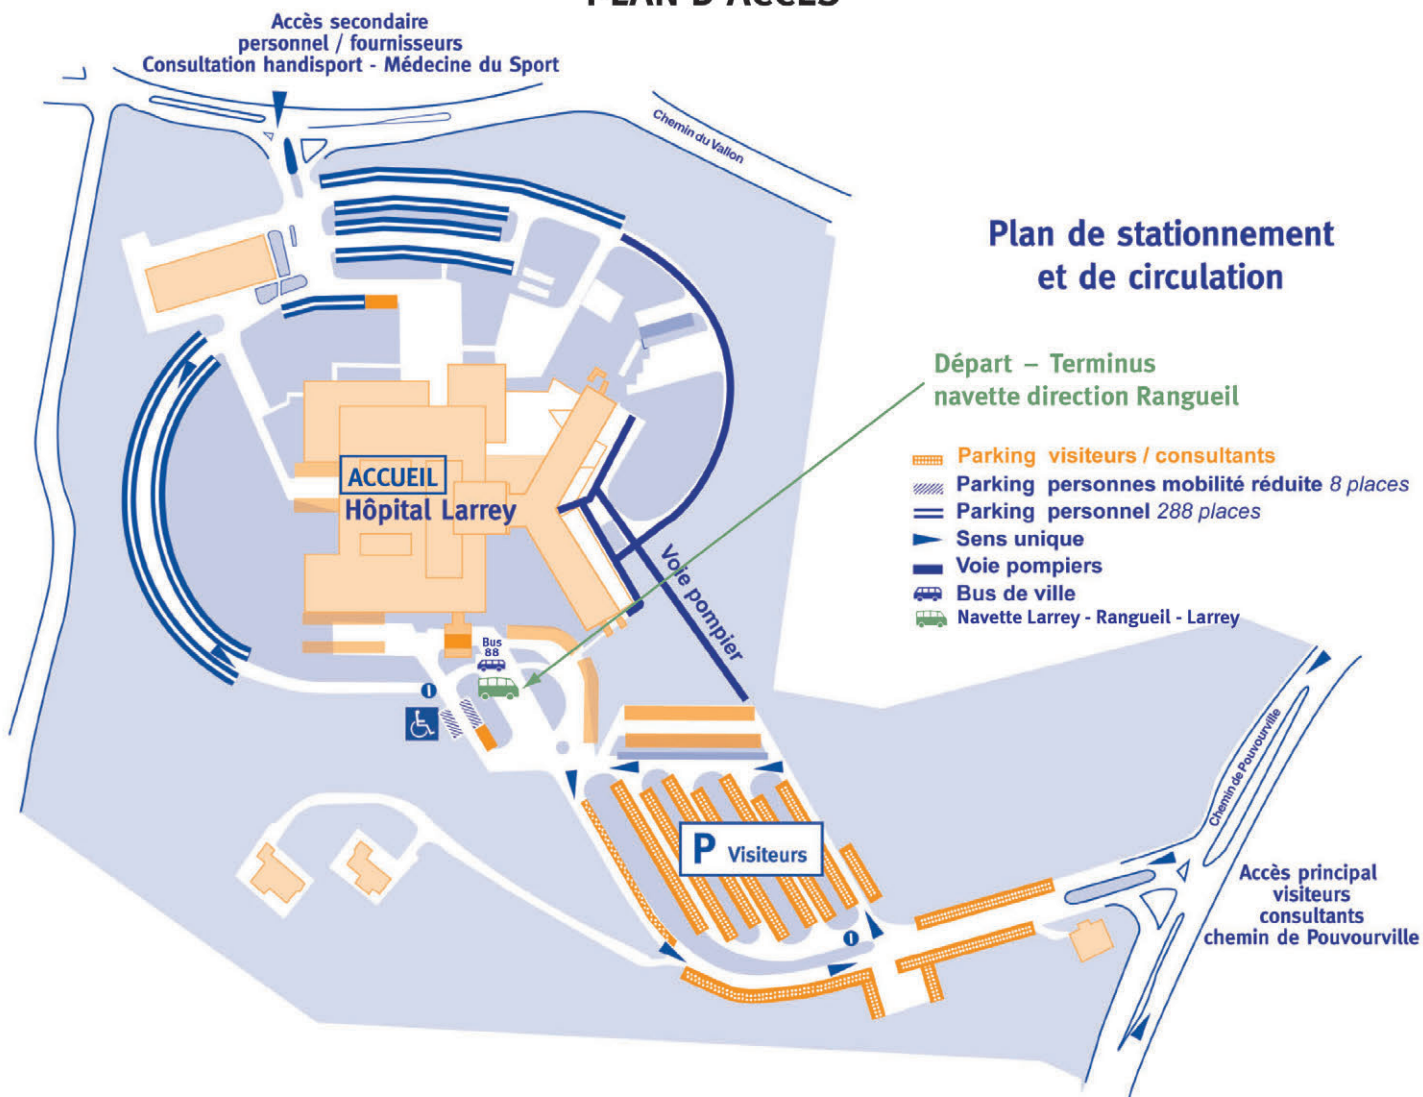 PLAN D'ACCÈS
Accès secondaire
personnel / fournisseurs
Consultation handisport - Médecine du Sport
Chemin du Vallon
Plan de stationnement
et de circulation
Départ – Terminus
navette direction Rangueil
Parking visiteurs / consultants
Parking personnes mobilité réduite 8 places
Parking personnel 288 places
Sens unique
Voie pompiers
Bus de ville
Navette Larrey - Rangueil - Larrey
ACCUEIL
Hôpital Larrey
Voie pompier
Bus
88
P Visiteurs
Chemin de Pouvourville
Accès principal
visiteurs
consultants
chemin de Pouvourville